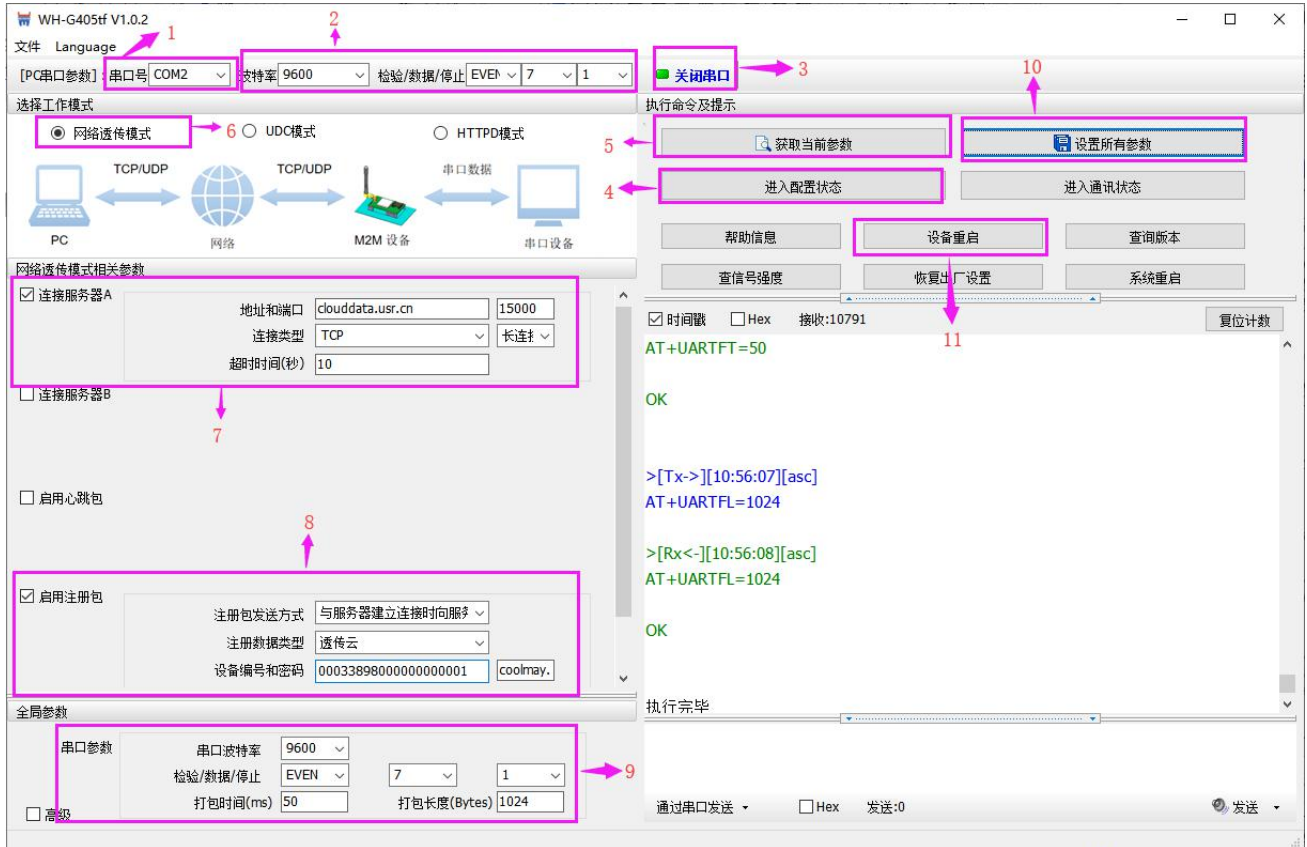 WH-G405tf V1.0.2
文件 Language
1
2
[PC串口参数]: 串口号 COM2 波特率 9600 检验/数据/停止 EVEN 7 1
关闭串口
3
10
选择工作模式
执行命令及提示
网络透传模式
6
UDC模式
HTTPD模式
5
获取当前参数
设置所有参数
TCP/UDP
TCP/UDP
串口数据
4
进入配置状态
进入通讯状态
PC
网络
M2M 设备
串口设备
帮助信息
设备重启
查询版本
查信号强度
恢复出厂设置
系统重启
网络透传模式相关参数
连接服务器A
地址和端口 clouddata.usr.cn 15000
连接类型 TCP 长连接
超时时间(秒) 10
连接服务器B
7
启用心跳包
8
启用注册包
注册包发送方式 与服务器建立连接时向服务
注册数据类型 透传云
设备编号和密码 00033898000000000001 coolmay.
全局参数
串口参数
串口波特率 9600
检验/数据/停止 EVEN 7 1
打包时间(ms) 50 打包长度(Bytes) 1024
9
高级
时间戳 Hex 接收:10791 复位计数
11
AT+UARTFT=50
OK
>[Tx->][10:56:07][asc]
AT+UARTFL=1024
>[Rx<-][10:56:08][asc]
AT+UARTFL=1024
OK
执行完毕
通过串口发送 Hex 发送:0 发送